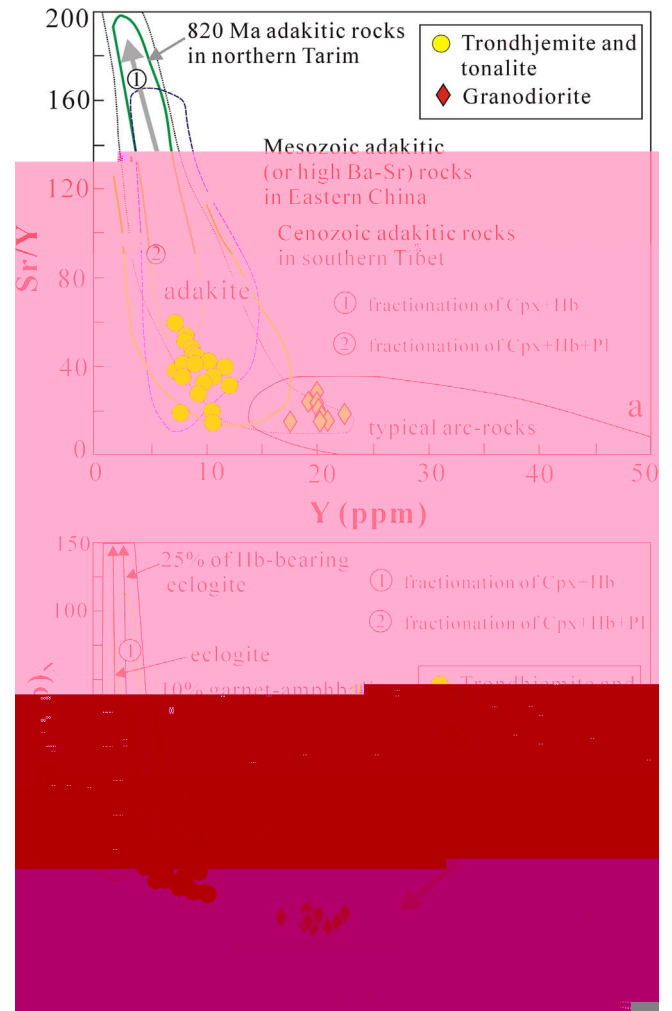 200
820 Ma adakitic rocks
in northern Tarim
Trondhjemite and
tonalite
Granodiorite
①
160
Mesozoic adakitic
(or high Ba-Sr) rocks
in Eastern China
120
Cenozoic adakitic rocks
in southern Tibet
②
Sr/Y
80
adakite
① fractionation of Cpx+Hb
② fractionation of Cpx+Hb+Pl
40
a
typical arc-rocks
0
0 10 20 30 40 50
Y (ppm)
150
25% of Hb-bearing
eclogite
① fractionation of Cpx+Hb
② fractionation of Cpx+Hb+Pl
100
①
eclogite
10%
Trondhjemite and